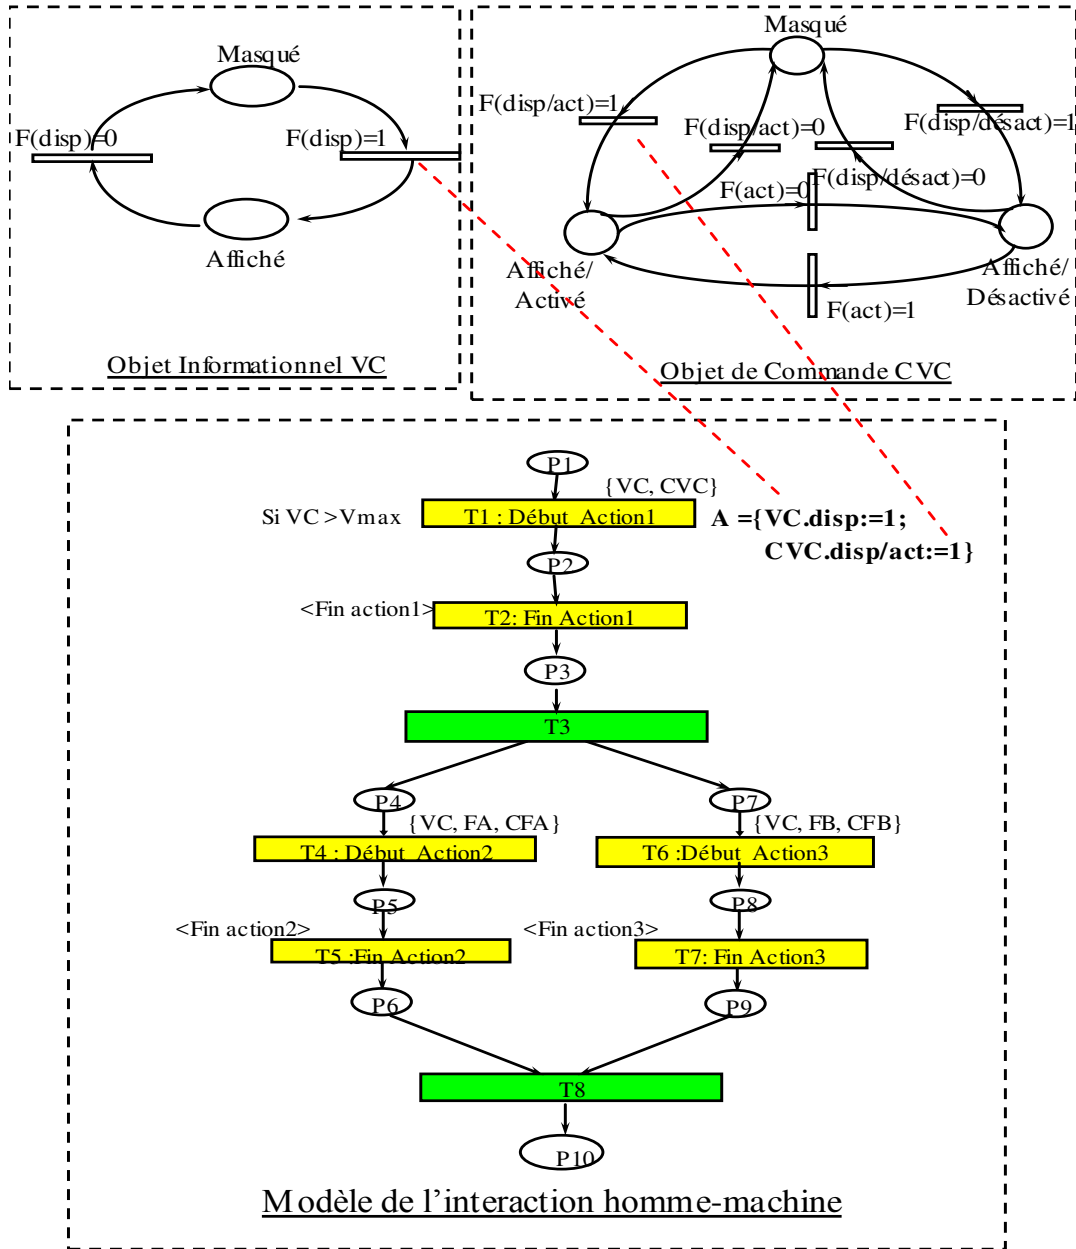 Masqué
F(disp)=0
F(disp)=1
Affiché
Objet Informationnel VC
Masqué
F(disp/act)=1
F(disp/act)=0
F(disp/désact)=1
F(act)=0
F(disp/désact)=0
Affiché/
Activé
Affiché/
Désactivé
F(act)=1
Objet de Commande CVC
P1
{VC, CVC}
Si VC >Vmax
T1 : Début Action1
A ={VC.disp:=1;
CVC.disp/act:=1}
P2
<Fin action1>
T2: Fin Action1
P3
T3
P4
P7
{VC, FA, CFA}
{VC, FB, CFB}
T4 : Début Action2
T6 :Début Action3
P5
P8
<Fin action2>
<Fin action3>
T5 :Fin Action2
T7: Fin Action3
P6
P9
T8
P10
Modèle de l'interaction homme-machine